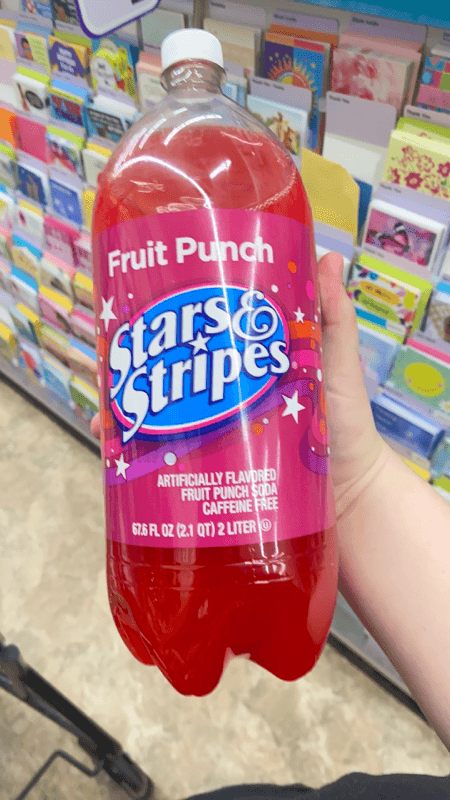 Fruit Punch
Stars &
Stripes
ARTIFICIALLY FLAVORED
FRUIT PUNCH SODA
CAFFEINE FREE
67.6 FL OZ (2.1 QT) 2 LITER Ⓤ